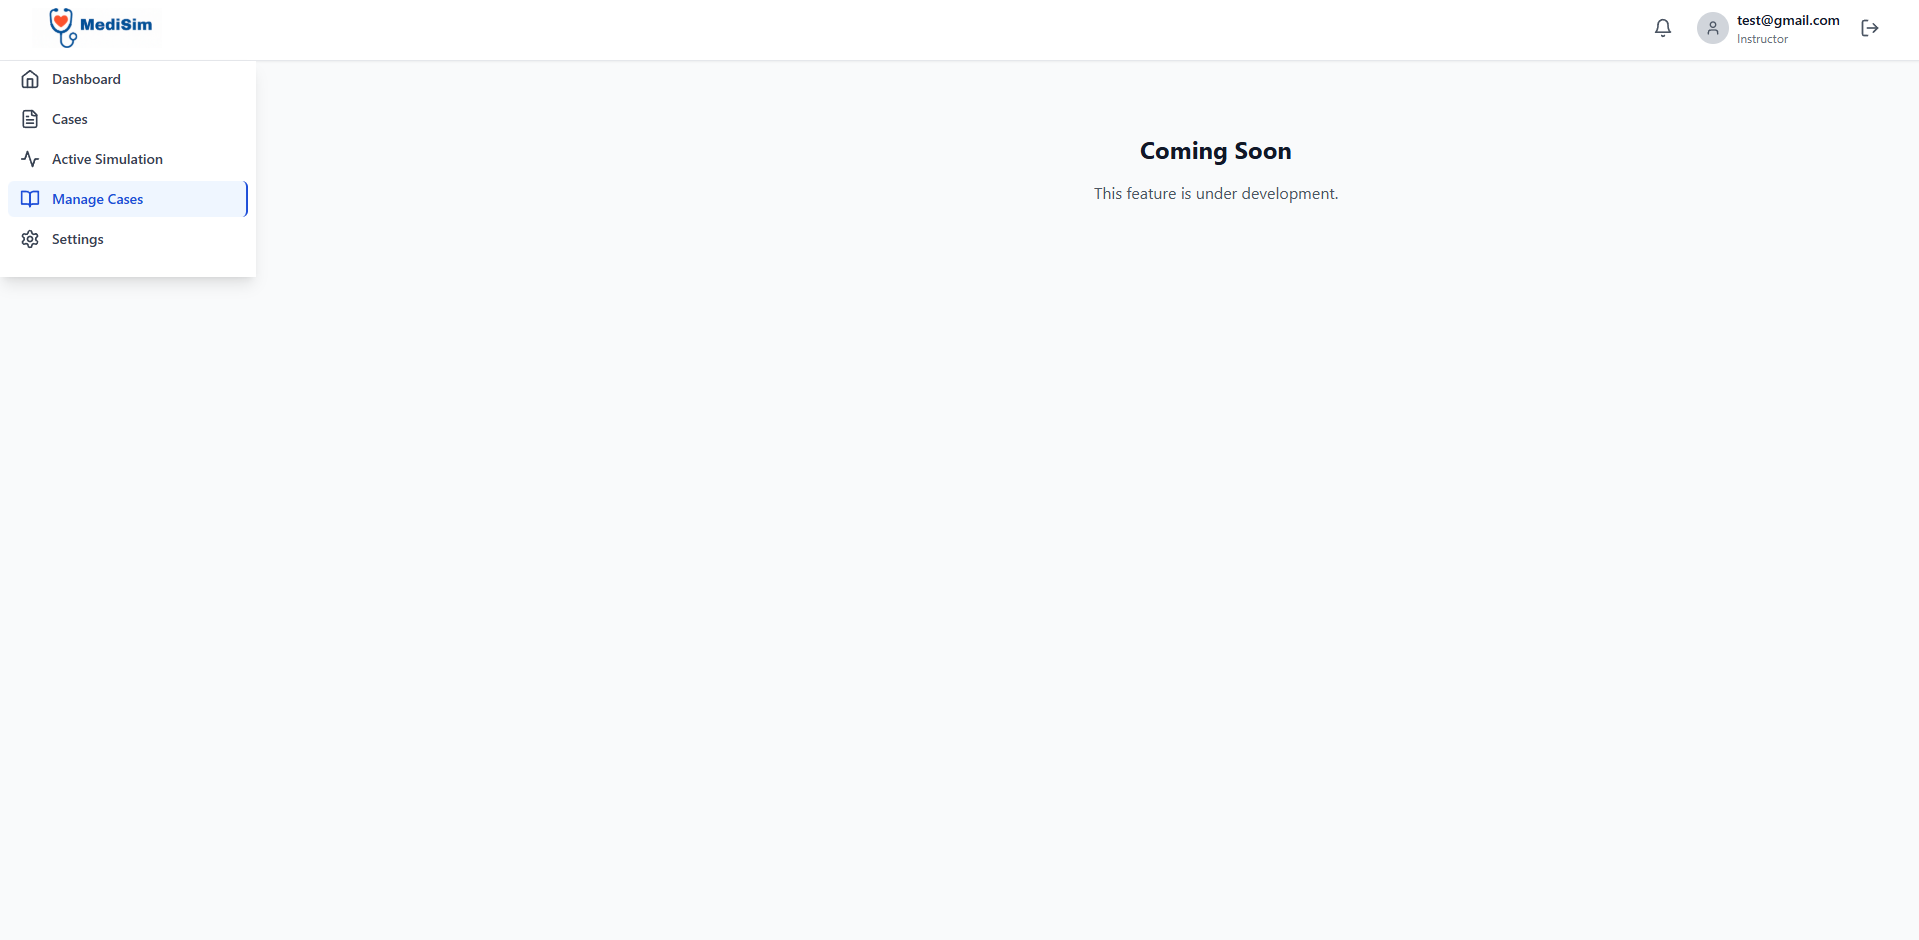 MediSim
test@gmail.com
Instructor
Dashboard
Cases
Active Simulation
Manage Cases
Settings
Coming Soon
This feature is under development.